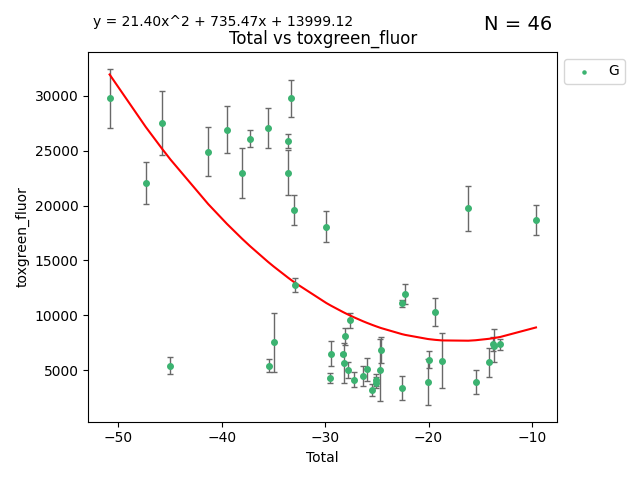 y = 21.40x^2 + 735.47x + 13999.12
N = 46
Total vs toxgreen_fluor
G
30000
25000
20000
15000
10000
5000
toxgreen_fluor
−50
−40
−30
−20
−10
Total